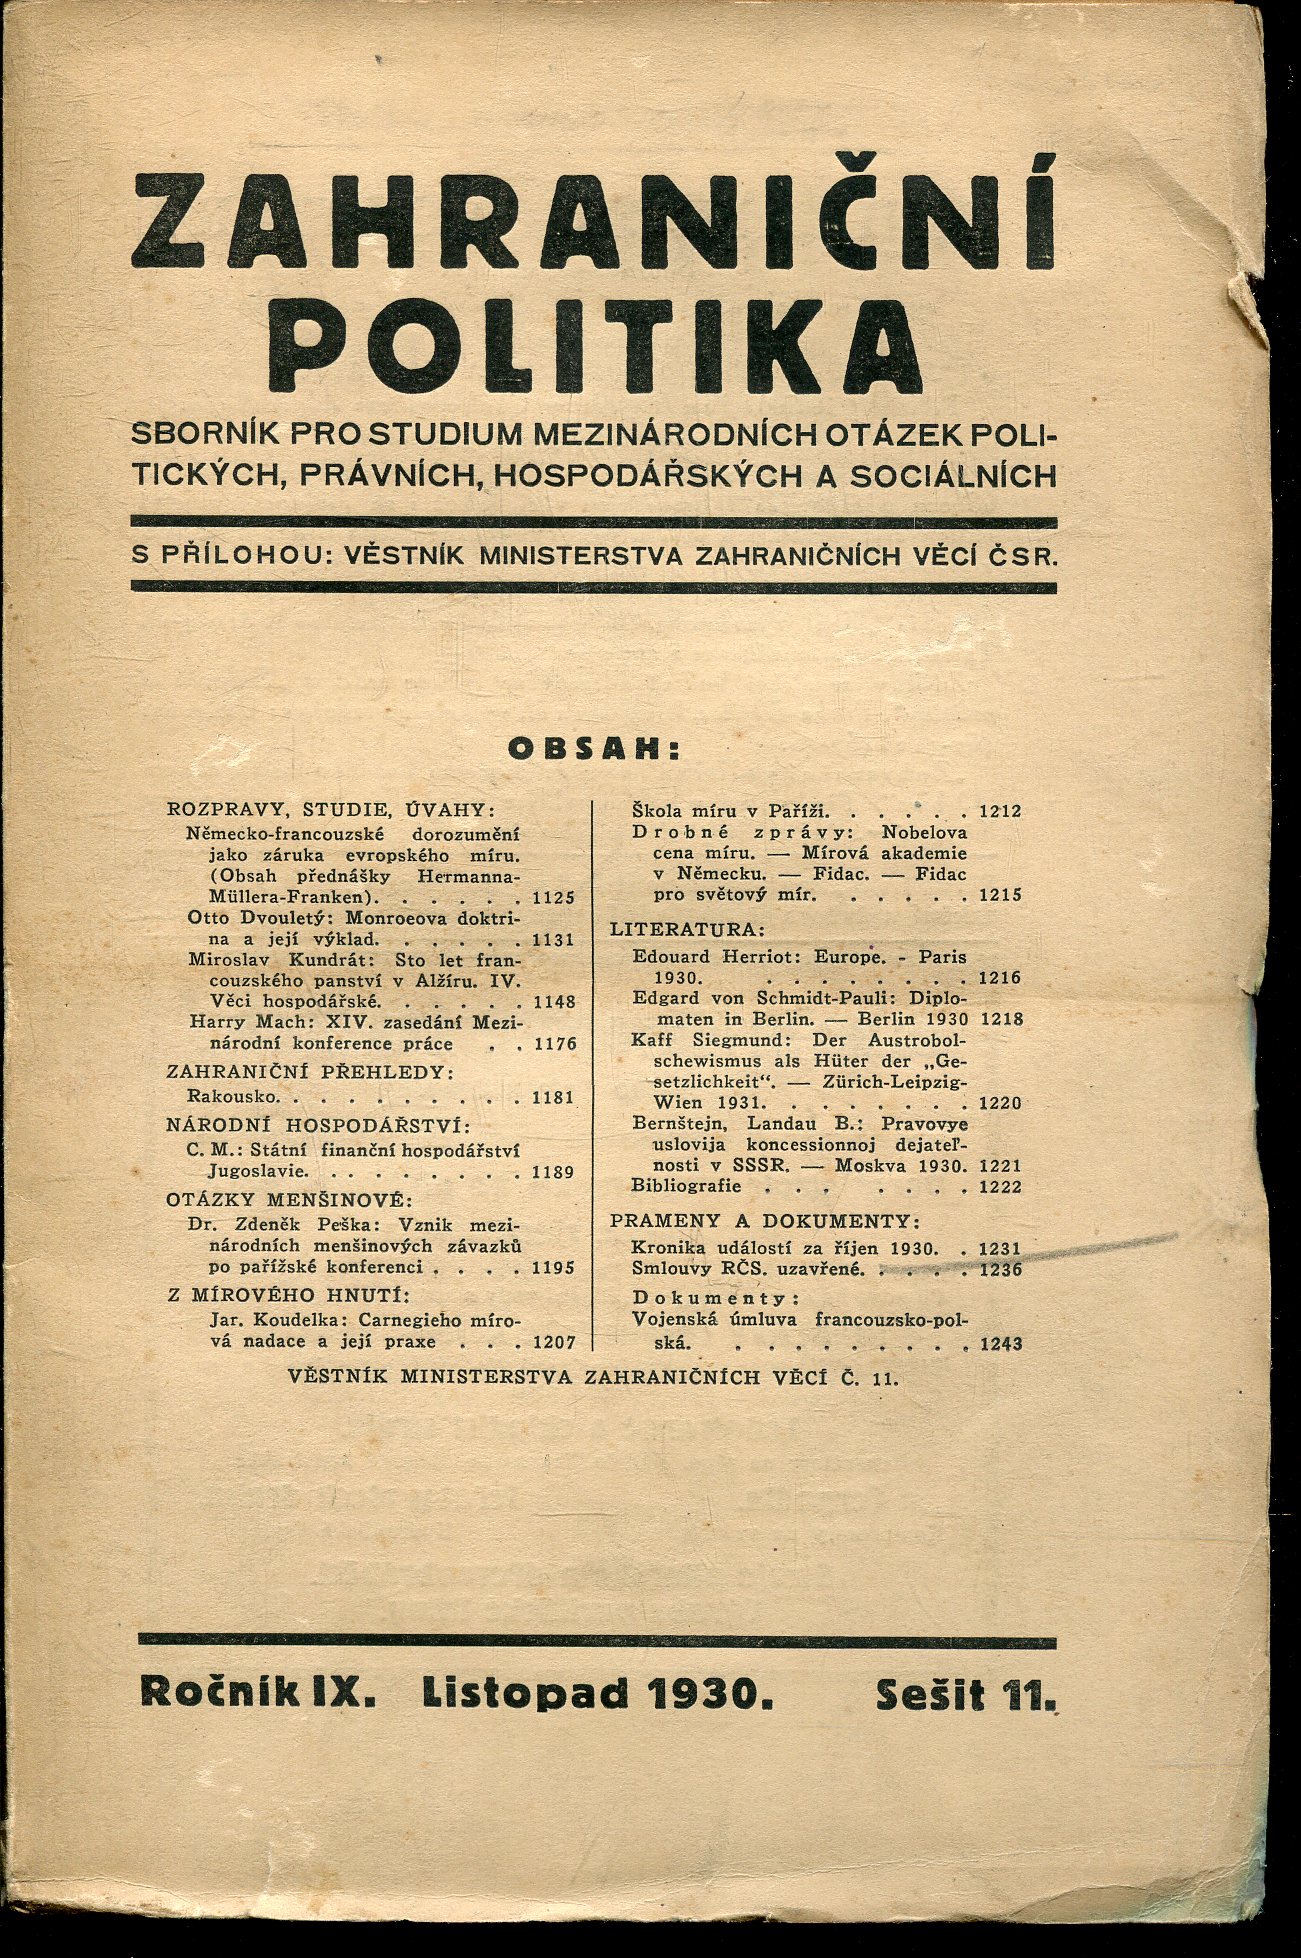 ZAHRANIČNÍ
POLITIKA
SBORNÍK PRO STUDIUM MEZINÁRODNÍCH OTÁZEK POLI-
TICKÝCH, PRÁVNÍCH, HOSPODÁŘSKÝCH A SOCIÁLNÍCH
S PŘÍLOHOU: VĚSTNÍK MINISTERSTVA ZAHRANIČNÍCH VĚCÍ ČSR.
OBSAH:
ROZPRAVY, STUDIE, ÚVAHY:
Německo-francouzské dorozumění
jako záruka evropského míru.
(Obsah přednášky Hermanna-
Müllera-Franken). . . . . . 1125
Otto Dvouletý: Monroeova doktri-
na a její výklad. . . . . . 1131
Miroslav Kundrát: Sto let fran-
couzského panství v Alžíru. IV.
Věci hospodářské. . . . . . 1148
Harry Mach: XIV. zasedání Mezi-
národní konference práce . . 1176
ZAHRANIČNÍ PŘEHLEDY:
Rakousko. . . . . . . . . 1181
NÁRODNÍ HOSPODÁŘSTVÍ:
C. M.: Státní finanční hospodářství
Jugoslavie. . . . . . . . 1189
OTÁZKY MENŠINOVÉ:
Dr. Zdeněk Peška: Vznik mezi-
národních menšinových závazků
po pařížské konferenci . . . . 1195
Z MÍROVÉHO HNUTÍ:
Jar. Koudelka: Carnegieho míro-
vá nadace a její praxe . . . 1207
Škola míru v Paříži. . . . . . 1212
Drobné zprávy: Nobelova
cena míru. — Mírová akademie
v Německu. — Fidac. — Fidac
pro světový mír. . . . . . 1215
LITERATURA:
Edouard Herriot: Europe. - Paris
1930. . . . . . . . . 1216
Edgard von Schmidt-Pauli: Diplo-
maten in Berlin. — Berlin 1930 1218
Kaff Siegmund: Der Austrobol-
schewismus als Hüter der „Ge-
setzlichkeit“. — Zürich-Leipzig-
Wien 1931. . . . . . . . 1220
Bernštejn, Landau B.: Pravovye
uslovija koncessionnoj dejateľ-
nosti v SSSR. — Moskva 1930. 1221
Bibliografie . . . . . . . 1222
PRAMENY A DOKUMENTY:
Kronika událostí za říjen 1930. . 1231
Smlouvy RČS. uzavřené. . . . . 1236
Dokumenty:
Vojenská úmluva francouzsko-pol-
ská. . . . . . . . . 1243
VĚSTNÍK MINISTERSTVA ZAHRANIČNÍCH VĚCÍ Č. 11.
Ročník IX. Listopad 1930. Sešit 11.